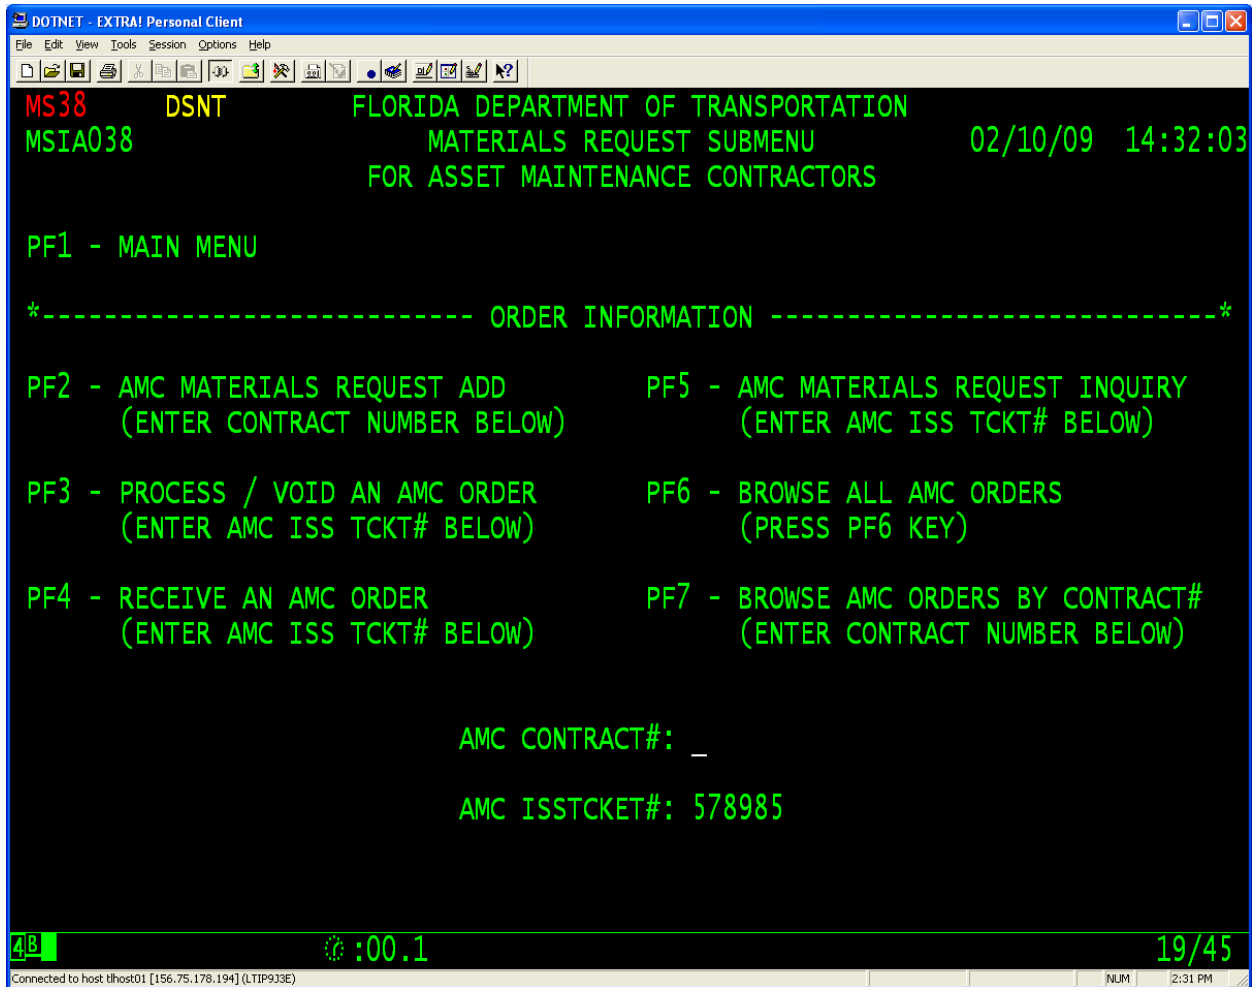 DOTNET - EXTRA! Personal Client
File Edit View Tools Session Options Help
MS38 DSNT FLORIDA DEPARTMENT OF TRANSPORTATION
MSIA038 MATERIALS REQUEST SUBMENU 02/10/09 14:32:03
FOR ASSET MAINTENANCE CONTRACTORS
PF1 - MAIN MENU
*---------------------------- ORDER INFORMATION -----------------------------*
PF2 - AMC MATERIALS REQUEST ADD PF5 - AMC MATERIALS REQUEST INQUIRY
(ENTER CONTRACT NUMBER BELOW) (ENTER AMC ISS TCKT# BELOW)
PF3 - PROCESS / VOID AN AMC ORDER PF6 - BROWSE ALL AMC ORDERS
(ENTER AMC ISS TCKT# BELOW) (PRESS PF6 KEY)
PF4 - RECEIVE AN AMC ORDER PF7 - BROWSE AMC ORDERS BY CONTRACT#
(ENTER AMC ISS TCKT# BELOW) (ENTER CONTRACT NUMBER BELOW)
AMC CONTRACT#: _
AMC ISSTCKET#: 578985
4B :00.1 19/45
Connected to host tlhost01 [156.75.178.194] (LTIP9J3E) NUM 2:31 PM